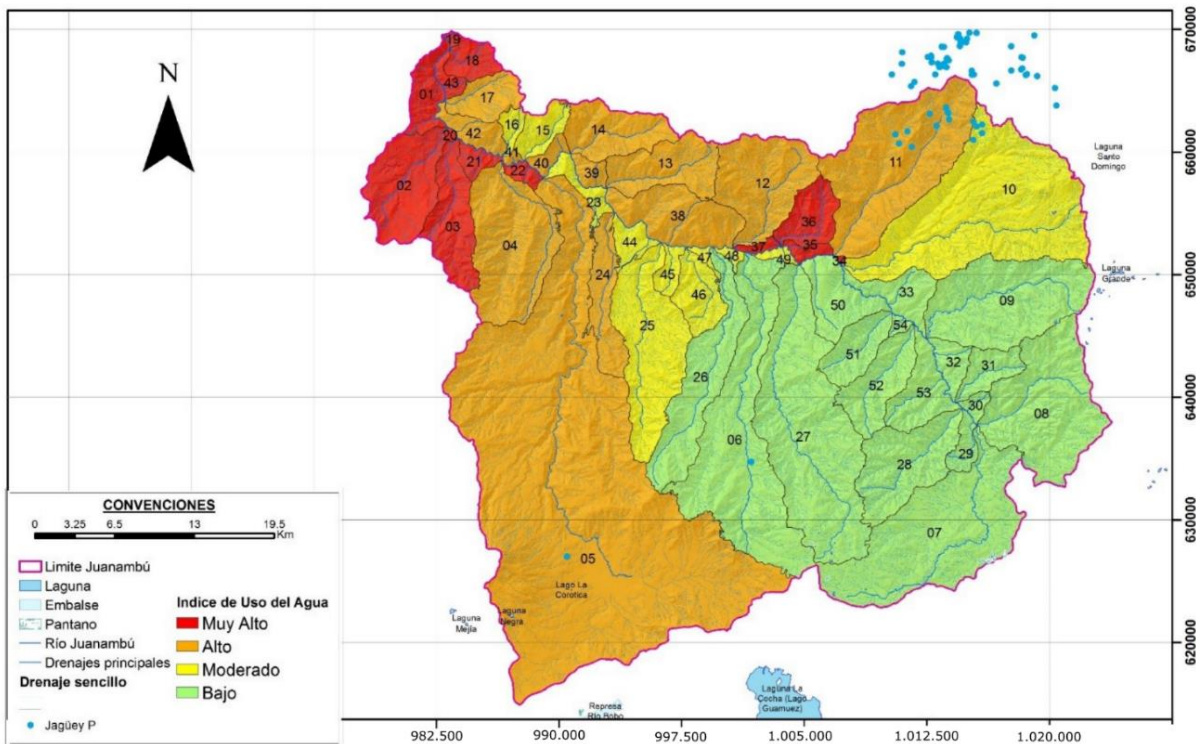 N
19
18
43
01
17
16
15
14
20
42
41
40
21
22
13
39
12
11
10
02
03
04
23
38
36
37
35
34
24
44
47
48
49
45
46
25
26
50
33
09
54
51
32
31
52
53
30
08
06
27
28
29
07
05
Laguna
Santo
Domingo
Laguna
Grande
Lago La
Corotica
Laguna
Mejía
Laguna
Negra
Represa
Río Bobo
Laguna La
Cocha (Lago
Guamuez)
670000
660000
650000
640000
630000
620000
CONVENCIONES
0 3.25 6.5 13 19.5
Km
Limite Juanambú
Laguna
Embalse
Pantano
Río Juanambú
Drenajes principales
Drenaje sencillo
Jagüey P
Indice de Uso del Agua
Muy Alto
Alto
Moderado
Bajo
982.500 990.000 997.500 1.005.000 1.012.500 1.020.000